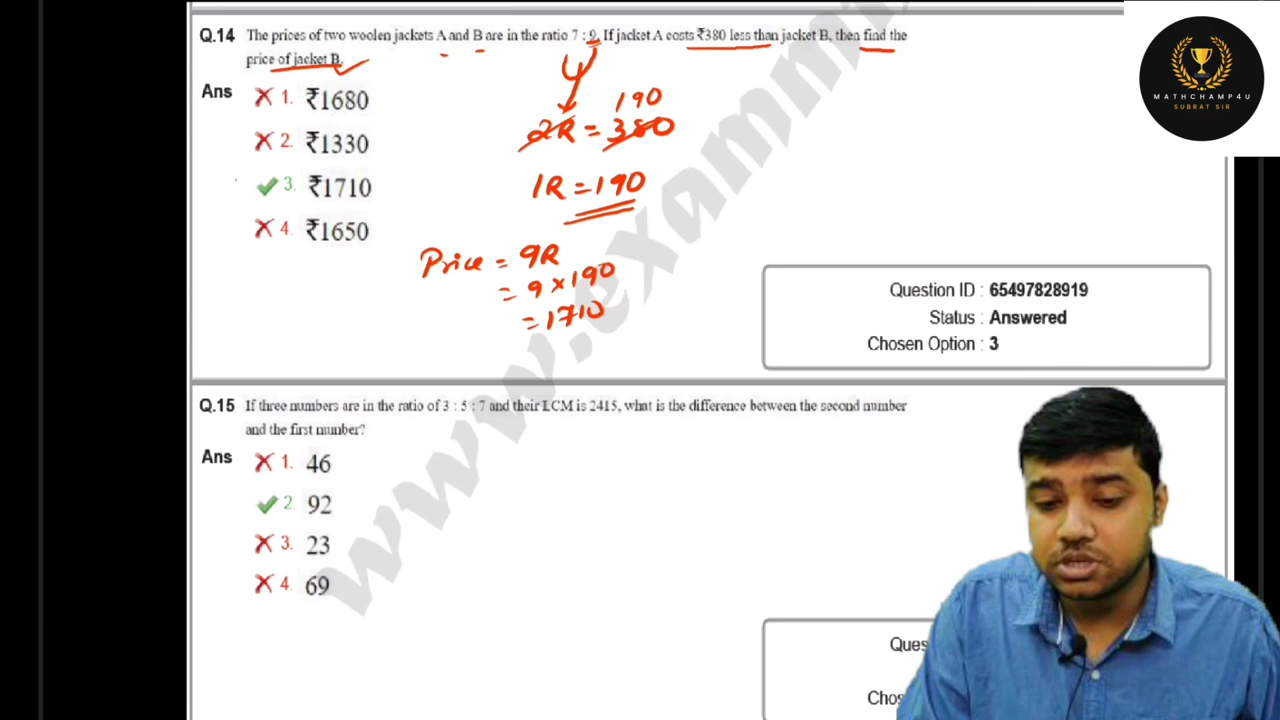 Q.14 The prices of two woolen jackets A and B are in the ratio 7 : 9. If jacket A costs ₹380 less than jacket B, then find the
price of jacket B.
Ans
1. ₹1680
2. ₹1330
3. ₹1710
4. ₹1650
190
2R = 380
1R = 190
Price = 9R
= 9 × 190
= 1710
MATHCHAMP4U
SUBRAT SIR
Question ID : 65497828919
Status : Answered
Chosen Option : 3
Q.15 If three numbers are in the ratio of 3 : 5 : 7 and their LCM is 2415, what is the difference between the second number
and the first number?
Ans
1. 46
2. 92
3. 23
4. 69
Ques
Chos
www.examm